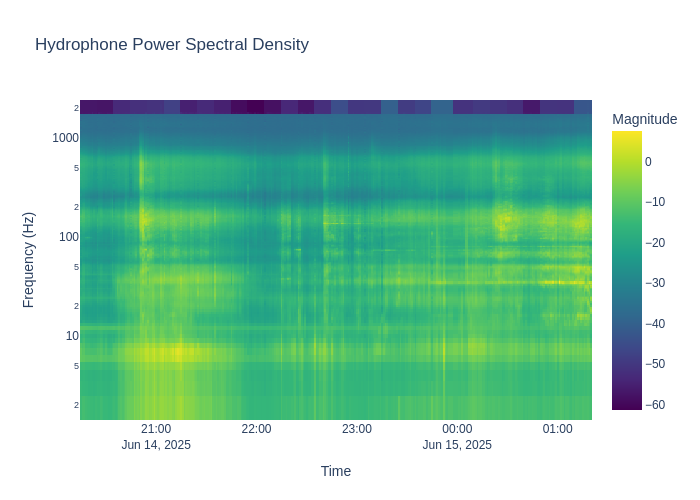 Hydrophone Power Spectral Density
Magnitude
2
1000
5
2
100
5
2
10
5
2
Frequency (Hz)
0
−10
−20
−30
−40
−50
−60
21:00 22:00 23:00 00:00 01:00
Jun 14, 2025 Jun 15, 2025
Time